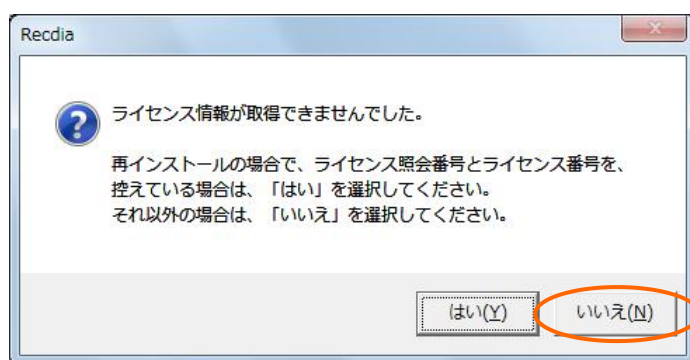 Recdia
ライセンス情報が取得できませんでした。
再インストールの場合で、ライセンス照会番号とライセンス番号を、
控えている場合は、「はい」を選択してください。
それ以外の場合は、「いいえ」を選択してください。
はい(Y)
いいえ(N)